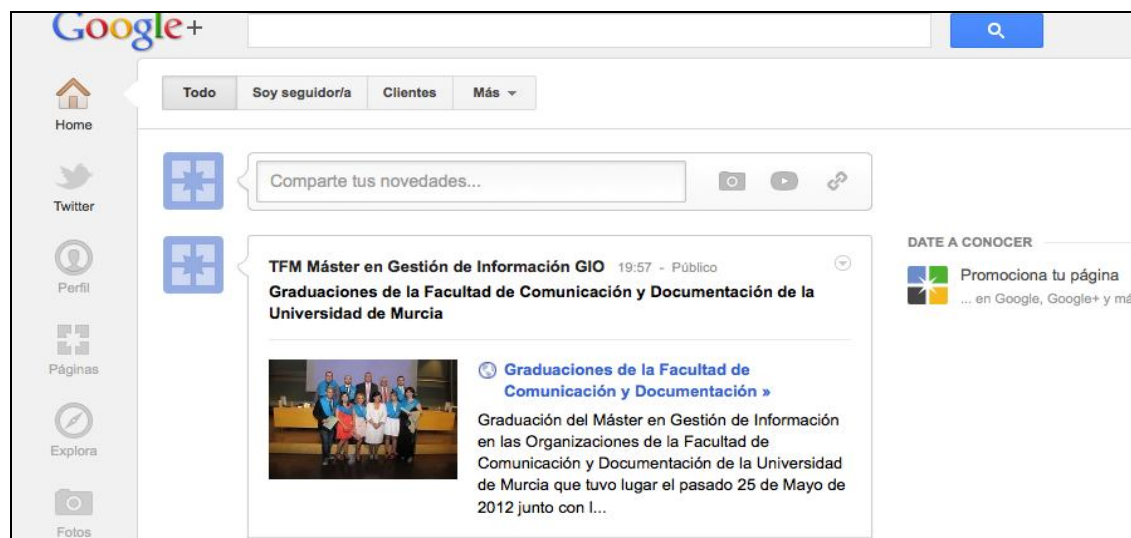 Google+
Home
Twitter
Perfil
Páginas
Explora
Fotos
Todo Soy seguidor/a Clientes Más
Comparte tus novedades...
TFM Máster en Gestión de Información GIO 19:57 - Público
Graduaciones de la Facultad de Comunicación y Documentación de la
Universidad de Murcia
Graduaciones de la Facultad de
Comunicación y Documentación »
Graduación del Máster en Gestión de Información
en las Organizaciones de la Facultad de
Comunicación y Documentación de la Universidad
de Murcia que tuvo lugar el pasado 25 de Mayo de
2012 junto con l...
DATE A CONOCER
Promociona tu página
... en Google, Google+ y má